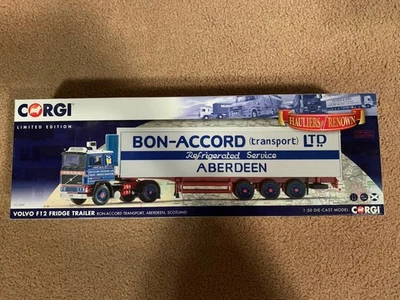 CORGI
LIMITED EDITION
HAULIERS of RENOWN
BON-ACCORD (transport) LTD
Refrigerated Service
ABERDEEN
VOLVO F12 FRIDGE TRAILER BON-ACCORD TRANSPORT, ABERDEEN, SCOTLAND
1:50 DIE-CAST MODEL
CORGI